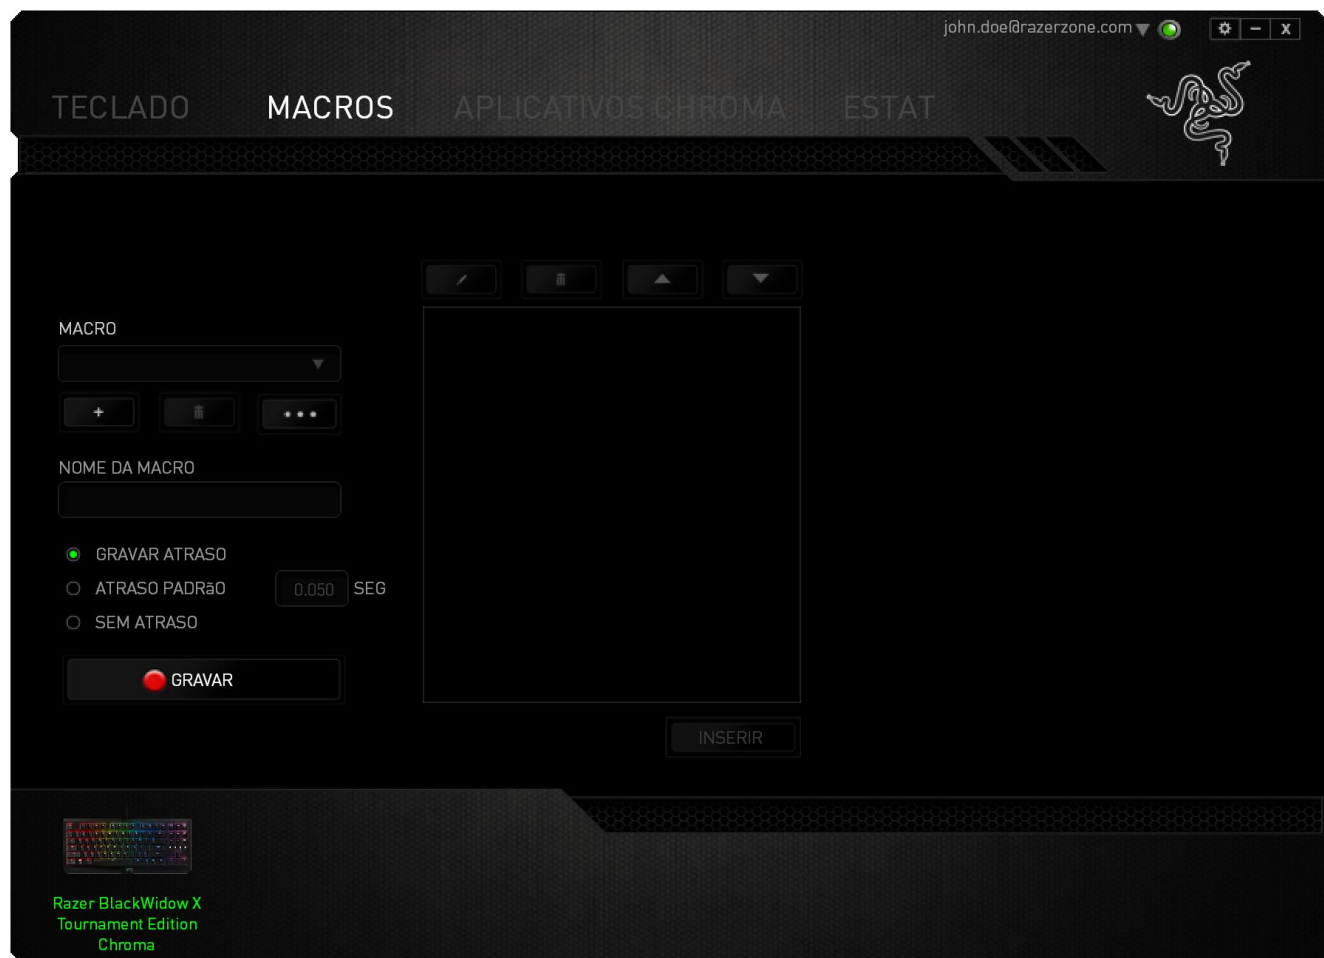 john.doe@razerzone.com
TECLADO MACROS APLICATIVOS CHROMA ESTAT
MACRO
NOME DA MACRO
GRAVAR ATRASO
ATRASO PADRãO 0.050 SEG
SEM ATRASO
GRAVAR
INSERIR
Razer BlackWidow X
Tournament Edition
Chroma